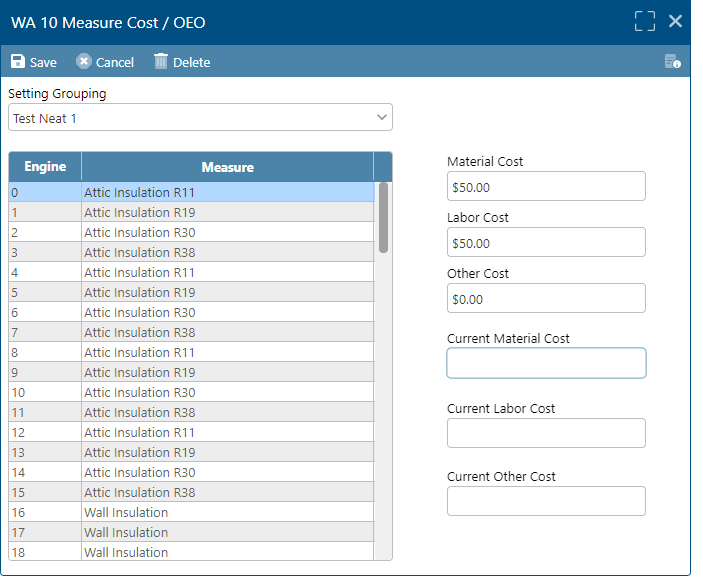 WA 10 Measure Cost / OEO
Save Cancel Delete
Setting Grouping
Test Neat 1
Engine Measure
0 Attic Insulation R11
1 Attic Insulation R19
2 Attic Insulation R30
3 Attic Insulation R38
4 Attic Insulation R11
5 Attic Insulation R19
6 Attic Insulation R30
7 Attic Insulation R38
8 Attic Insulation R11
9 Attic Insulation R19
10 Attic Insulation R30
11 Attic Insulation R38
12 Attic Insulation R11
13 Attic Insulation R19
14 Attic Insulation R30
15 Attic Insulation R38
16 Wall Insulation
17 Wall Insulation
18 Wall Insulation
Material Cost
$50.00
Labor Cost
$50.00
Other Cost
$0.00
Current Material Cost
Current Labor Cost
Current Other Cost